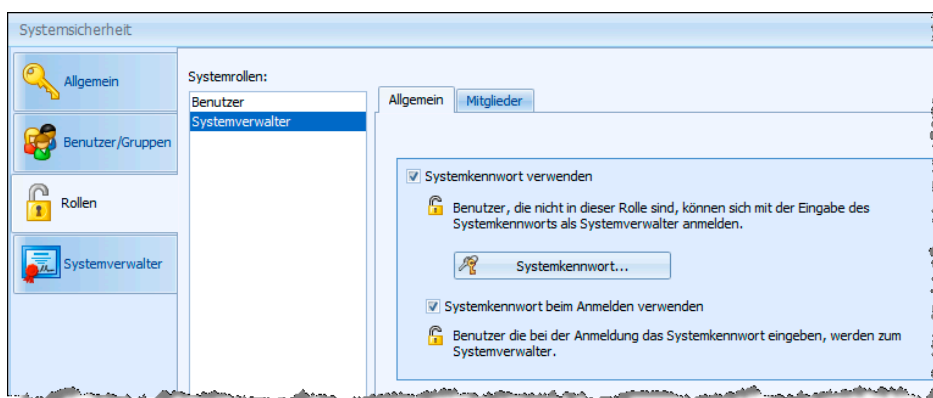 Systemsicherheit
Allgemein
Benutzer/Gruppen
Rollen
Systemverwalter
Systemrollen:
Benutzer
Systemverwalter
Allgemein
Mitglieder
Systemkennwort verwenden
Benutzer, die nicht in dieser Rolle sind, können sich mit der Eingabe des
Systemkennworts als Systemverwalter anmelden.
Systemkennwort...
Systemkennwort beim Anmelden verwenden
Benutzer die bei der Anmeldung das Systemkennwort eingeben, werden zum
Systemverwalter.